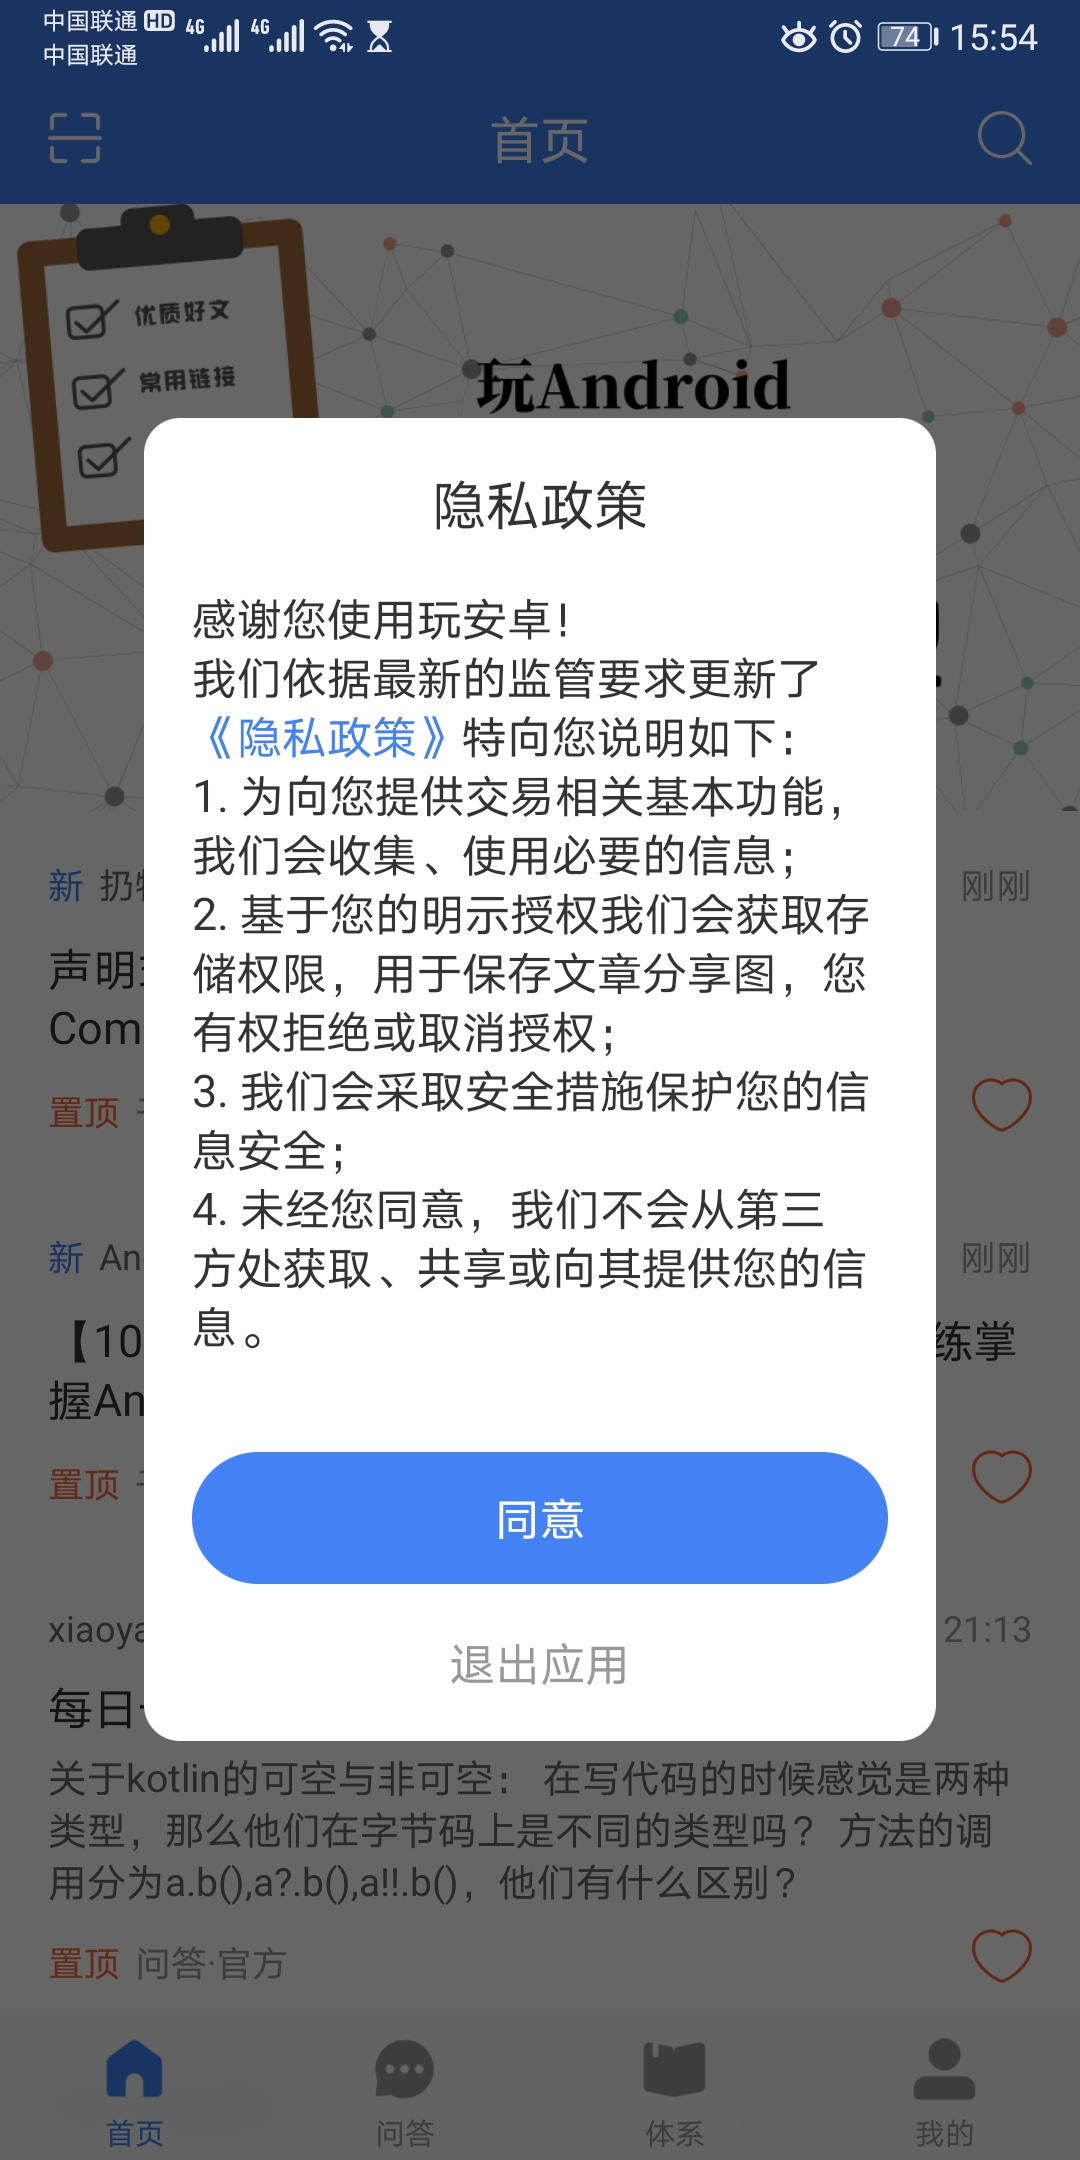 中国联通 HD 4G 4G 74 15:54
中国联通
首页
优质好文
常用链接
玩Android
隐私政策
感谢您使用玩安卓！
我们依据最新的监管要求更新了
《隐私政策》特向您说明如下：
1. 为向您提供交易相关基本功能，
我们会收集、使用必要的信息；
2. 基于您的明示授权我们会获取存
储权限，用于保存文章分享图，您
有权拒绝或取消授权；
3. 我们会采取安全措施保护您的信
息安全；
4. 未经您同意，我们不会从第三
方处获取、共享或向其提供您的信
息。
同意
退出应用
新 扔 刚刚
声明
Com
置顶
新 An 刚刚
【10 练掌
握An
置顶
xiaoya 21:13
每日
关于kotlin的可空与非可空： 在写代码的时候感觉是两种
类型，那么他们在字节码上是不同的类型吗？ 方法的调
用分为a.b(),a?.b(),a!!.b()，他们有什么区别？
置顶 问答·官方
首页 问答 体系 我的